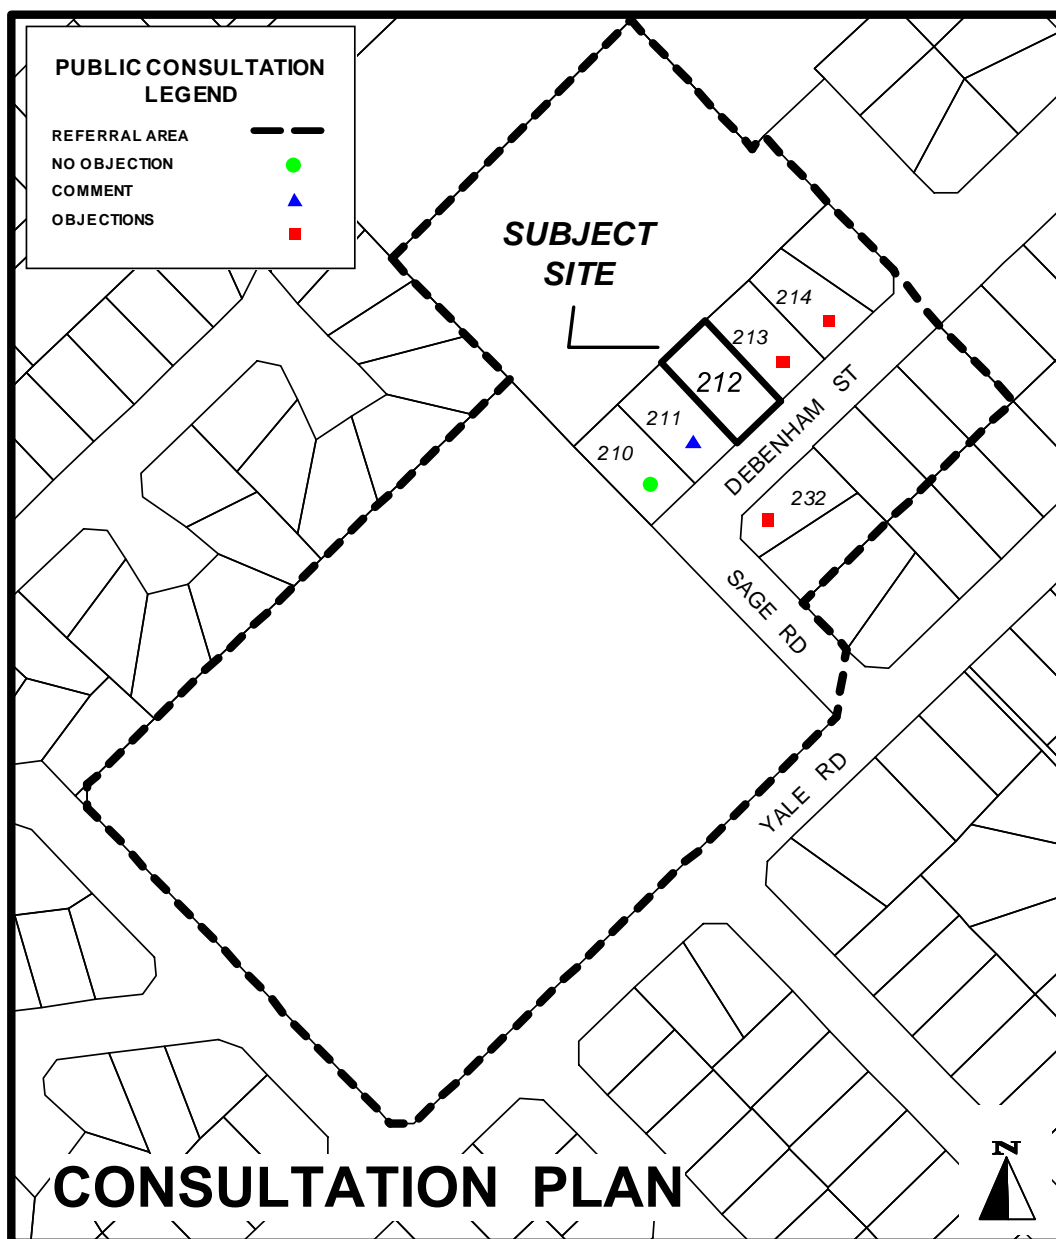 PUBLIC CONSULTATION
LEGEND
REFERRAL AREA
NO OBJECTION
COMMENT
OBJECTIONS
SUBJECT
SITE
214
213
212
211
210
DEBENHAM ST
232
SAGE RD
YALE RD
CONSULTATION PLAN
N